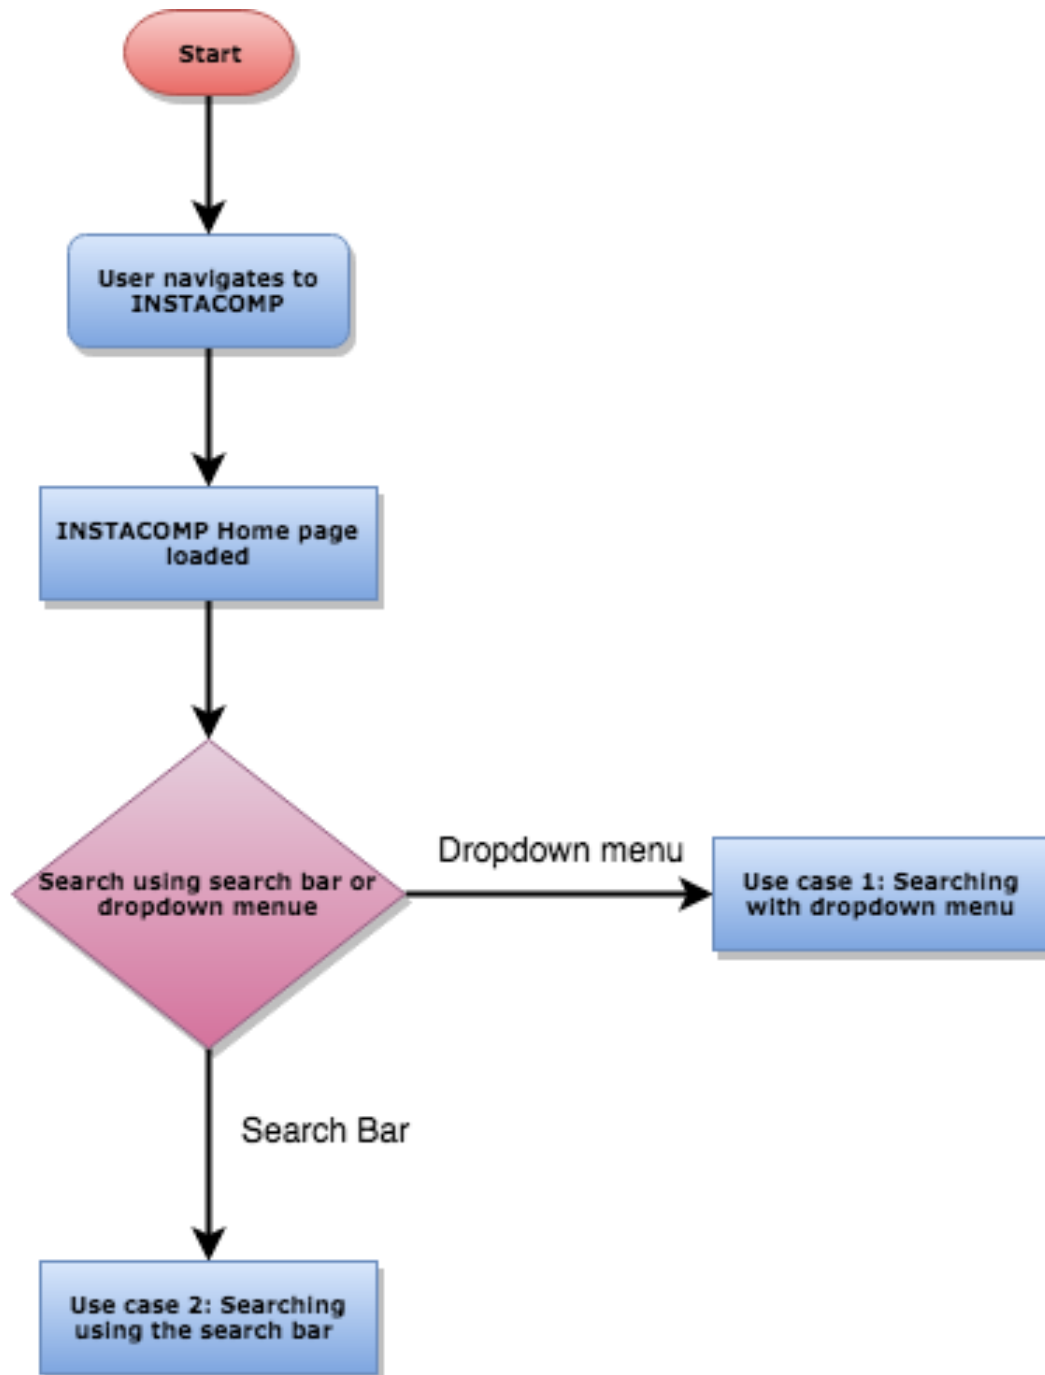 Start
User navigates to
INSTACOMP
INSTACOMP Home page
loaded
Search using search bar or
dropdown menue
Dropdown menu
Use case 1: Searching
with dropdown menu
Search Bar
Use case 2: Searching
using the search bar